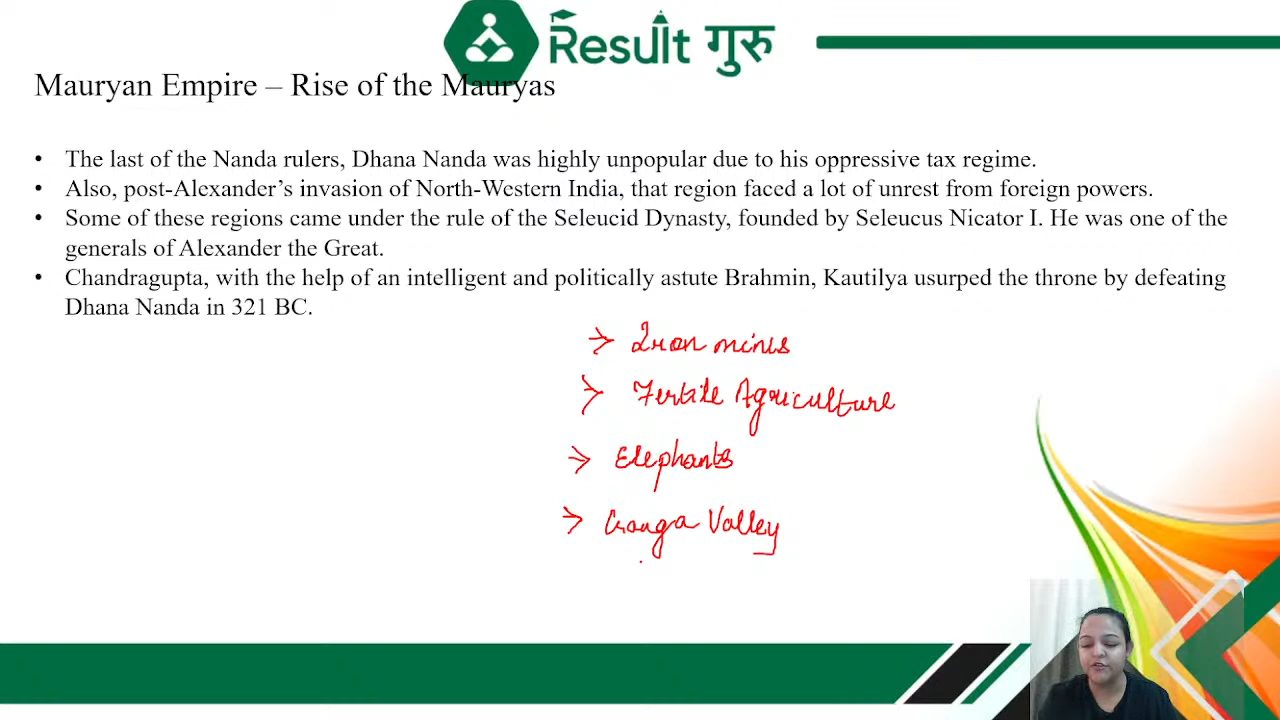 Result गुरु
Mauryan Empire – Rise of the Mauryas
• The last of the Nanda rulers, Dhana Nanda was highly unpopular due to his oppressive tax regime.
• Also, post-Alexander’s invasion of North-Western India, that region faced a lot of unrest from foreign powers.
• Some of these regions came under the rule of the Seleucid Dynasty, founded by Seleucus Nicator I. He was one of the
generals of Alexander the Great.
• Chandragupta, with the help of an intelligent and politically astute Brahmin, Kautilya usurped the throne by defeating
Dhana Nanda in 321 BC.
→ Iron mines
→ Fertile Agriculture
→ Elephants
→ Ganga Valley